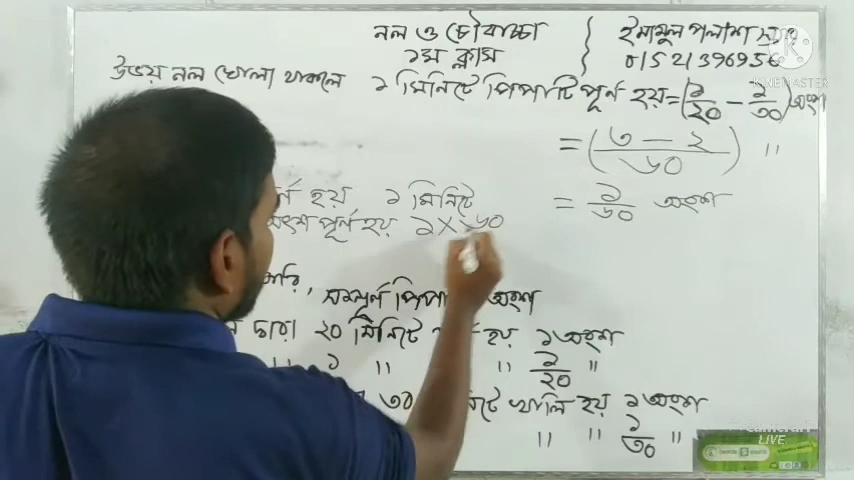 নল ও চৌবাচ্চা
১ম ক্লাস
ইমামুল পলাশ স্যার
01521396956
KINEMASTER
উভয় নল খোলা থাকলে ১ মিনিটে পিপাটি পূর্ন হয়=(১/২০ - ১/৩০)অংশ
=(৩ - ২/৬০) "
হয় ১ মিনিটে = ১/৬০ অংশ
অংশ পূর্ন হয় ১×৬০
সম্পূর্ন অংশ
দ্বারা ২০ মিনিটে হয় ১ অংশ
" ১ " " ১/২০ "
৩০ খালি হয় ১ অংশ
" " ১/৩০ "
LIVE